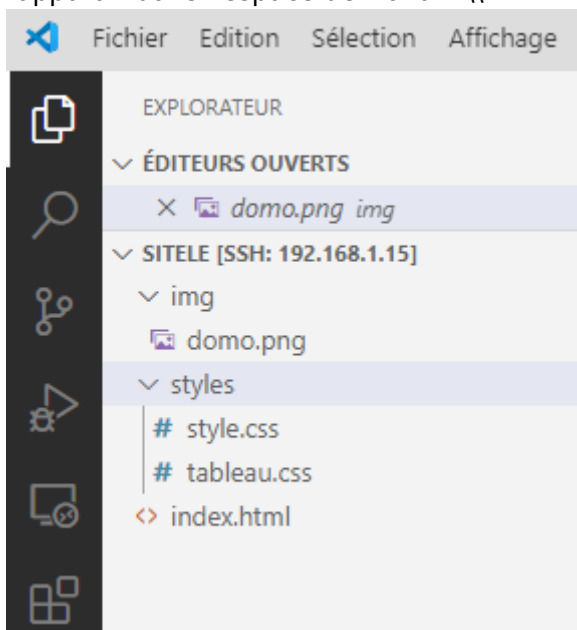 Fichier Edition Sélection Affichage
EXPLORATEUR
ÉDITEURS OUVERTS
domo.png img
SITELE [SSH: 192.168.1.15]
img
domo.png
styles
# style.css
# tableau.css
<> index.html